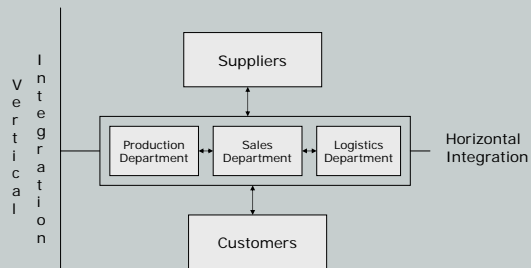 Vertical
Integration
Suppliers
Production
Department
Sales
Department
Logistics
Department
Horizontal
Integration
Customers